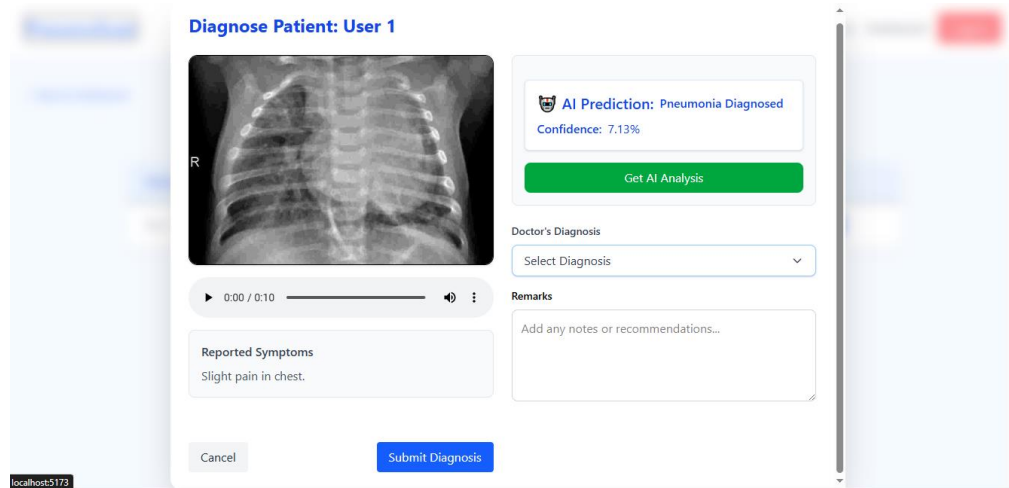 Diagnose Patient: User 1
R
AI Prediction: Pneumonia Diagnosed
Confidence: 7.13%
Get AI Analysis
Doctor's Diagnosis
Select Diagnosis
0:00 / 0:10
Remarks
Add any notes or recommendations...
Reported Symptoms
Slight pain in chest.
Cancel
Submit Diagnosis
localhost:5173